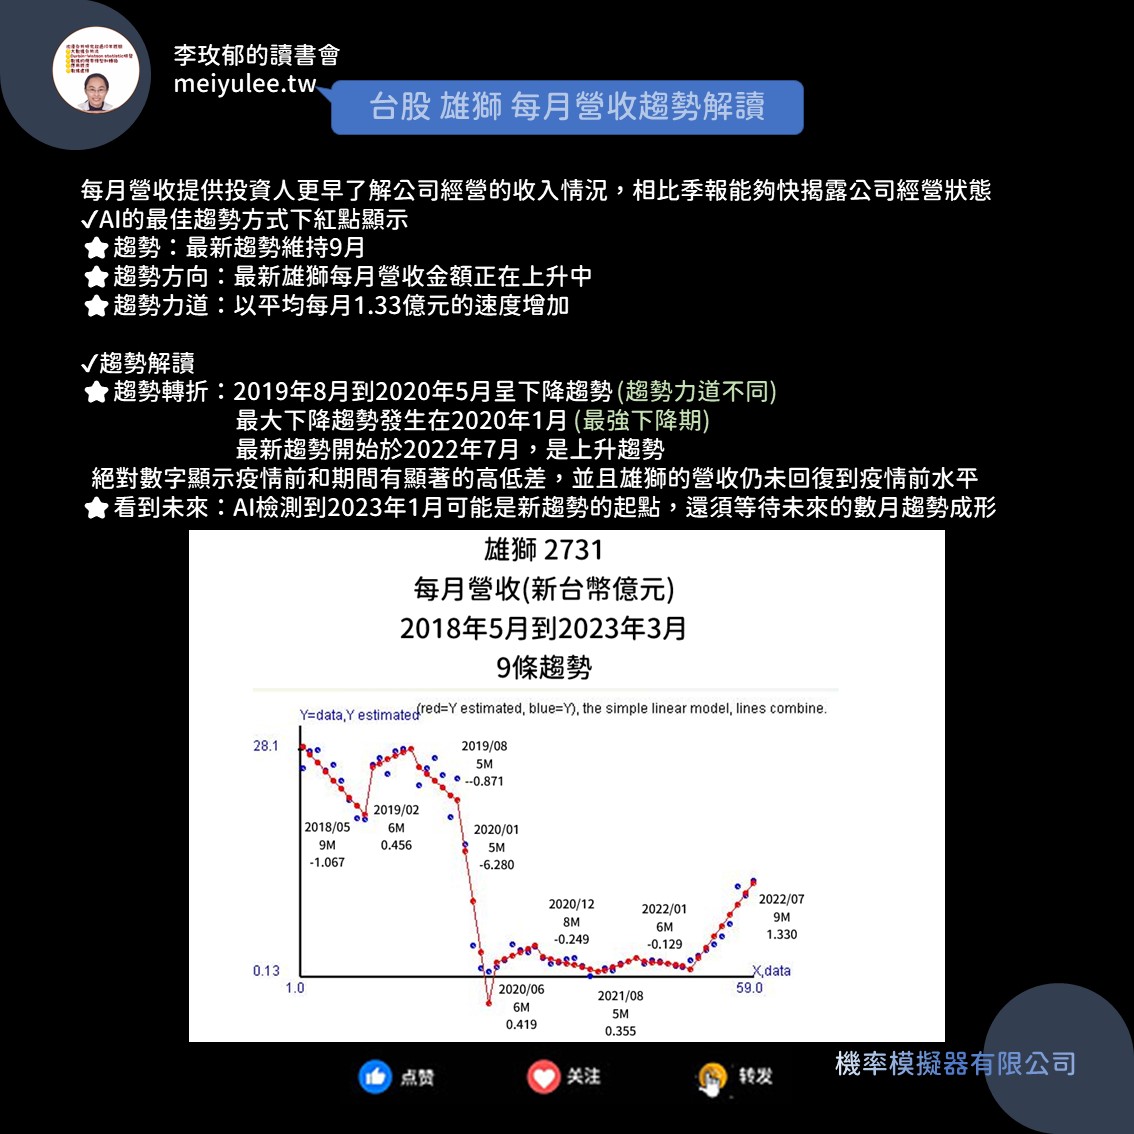 李玫郁的讀書會
meiyulee.tw
台股 雄獅 每月營收趨勢解讀
每月營收提供投資人更早了解公司經營的收入情況，相比季報能夠快揭露公司經營狀態
✓AI的最佳趨勢方式下紅點顯示
★趨勢：最新趨勢維持9月
★趨勢方向：最新雄獅每月營收金額正在上升中
★趨勢力道：以平均每月1.33億元的速度增加
✓趨勢解讀
★趨勢轉折：2019年8月到2020年5月呈下降趨勢(趨勢力道不同)
最大下降趨勢發生在2020年1月(最強下降期)
最新趨勢開始於2022年7月，是上升趨勢
絕對數字顯示疫情前和期間有顯著的高低差，並且雄獅的營收仍未回復到疫情前水平
★看到未來：AI檢測到2023年1月可能是新趨勢的起點，還須等待未來的數月趨勢成形
雄獅 2731
每月營收(新台幣億元)
2018年5月到2023年3月
9條趨勢
Y=data,Y estimated
(red=Y estimated, blue=Y), the simple linear model, lines combine.
28.1
2019/08
5M
--0.871
2019/02
6M
0.456
2018/05
9M
-1.067
2020/01
5M
-6.280
2020/12
8M
-0.249
2022/01
6M
-0.129
2022/07
9M
1.330
0.13
X,data
1.0
59.0
2020/06
6M
0.419
2021/08
5M
0.355
机率模擬器有限公司
点赞
关注
转发